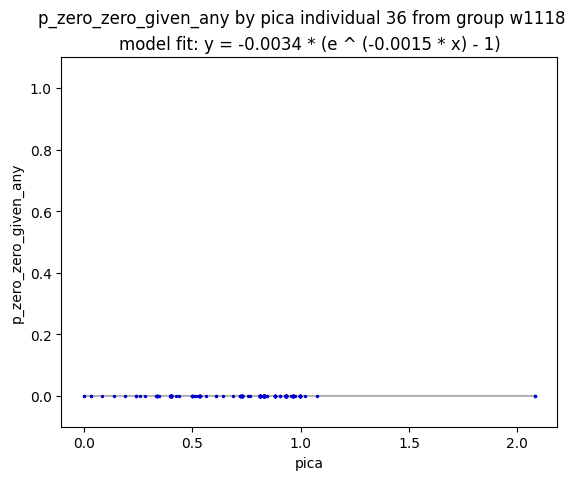 p_zero_zero_given_any by pica individual 36 from group w1118
model fit: y = -0.0034 * (e ^ (-0.0015 * x) - 1)
p_zero_zero_given_any
1.0
0.8
0.6
0.4
0.2
0.0
0.0 0.5 1.0 1.5 2.0
pica